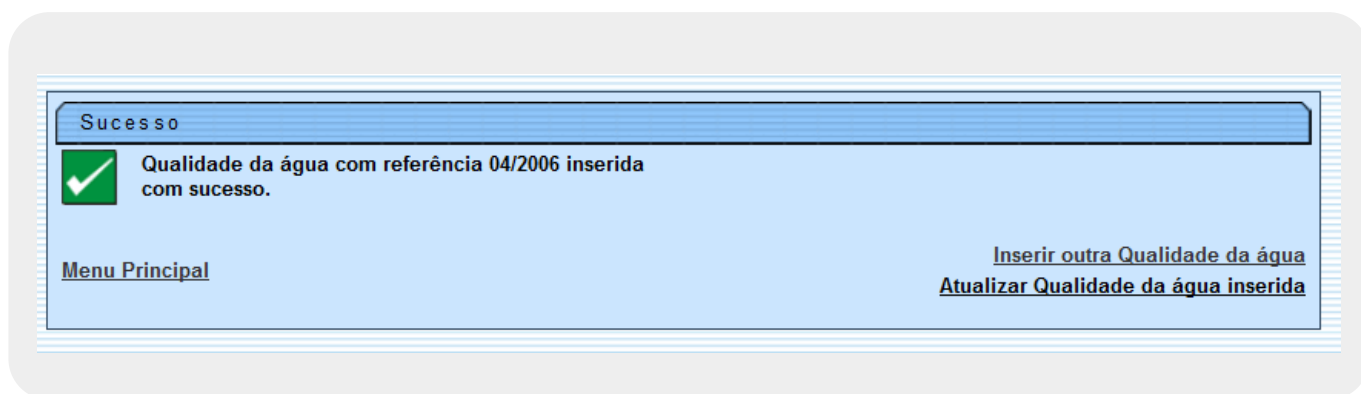 Sucesso
Qualidade da água com referência 04/2006 inserida
com sucesso.
Inserir outra Qualidade da água
Menu Principal
Atualizar Qualidade da água inserida